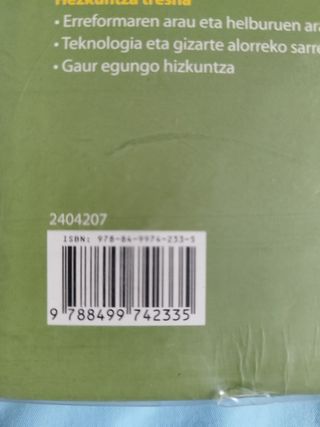 Hezkuntza tresna
• Erreformaren arau eta helburuen
• Teknologia eta gizarte alorreko
• Gaur egungo hizkuntza
2404207
ISBN: 978-84-9974-233-5
9 788499 742335